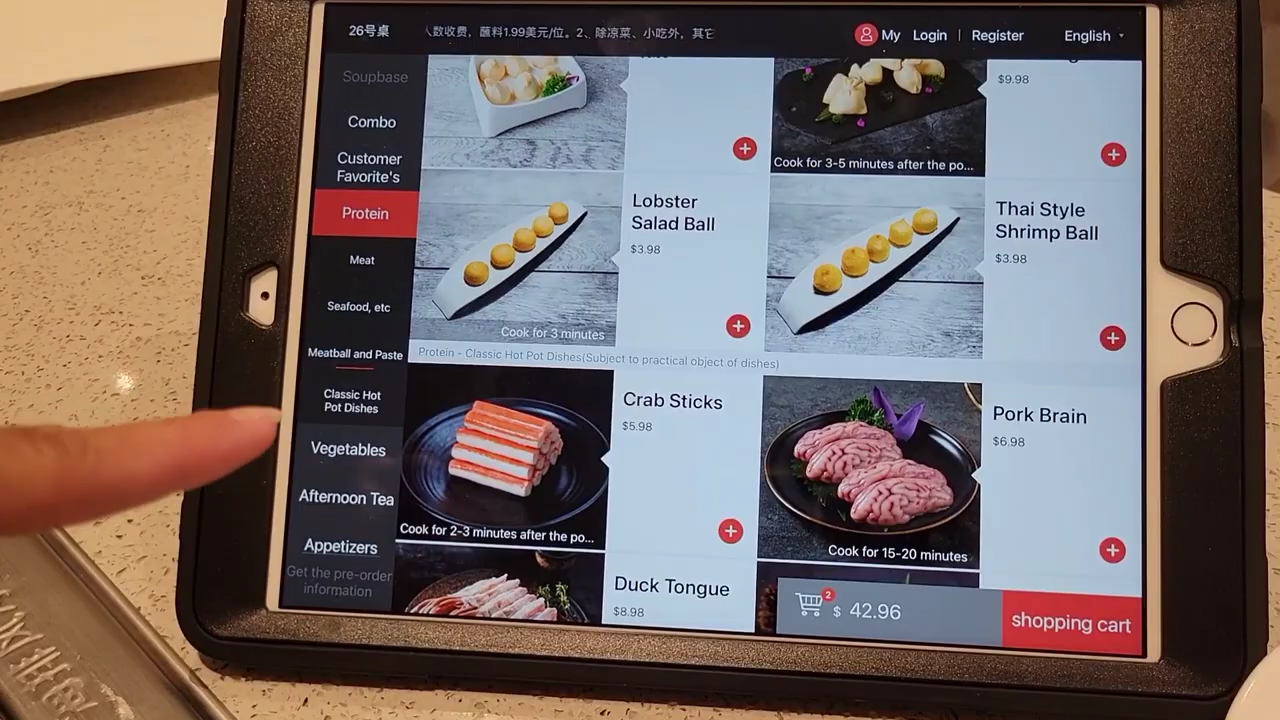 26号桌
人数收费，蘸料1.99美元/位。2、除凉菜、小吃外，其它
My Login | Register
English
Soupbase
Combo
Customer
Favorite's
Protein
Meat
Seafood, etc
Meatball and Paste
Classic Hot
Pot Dishes
Vegetables
Afternoon Tea
Appetizers
Get the pre-order
information
$9.98
Cook for 3-5 minutes after the po...
Lobster
Salad Ball
$3.98
Cook for 3 minutes
Thai Style
Shrimp Ball
$3.98
Protein - Classic Hot Pot Dishes(Subject to practical object of dishes)
Crab Sticks
$5.98
Cook for 2-3 minutes after the po...
Pork Brain
$6.98
Cook for 15-20 minutes
Duck Tongue
$8.98
2
$ 42.96
shopping cart